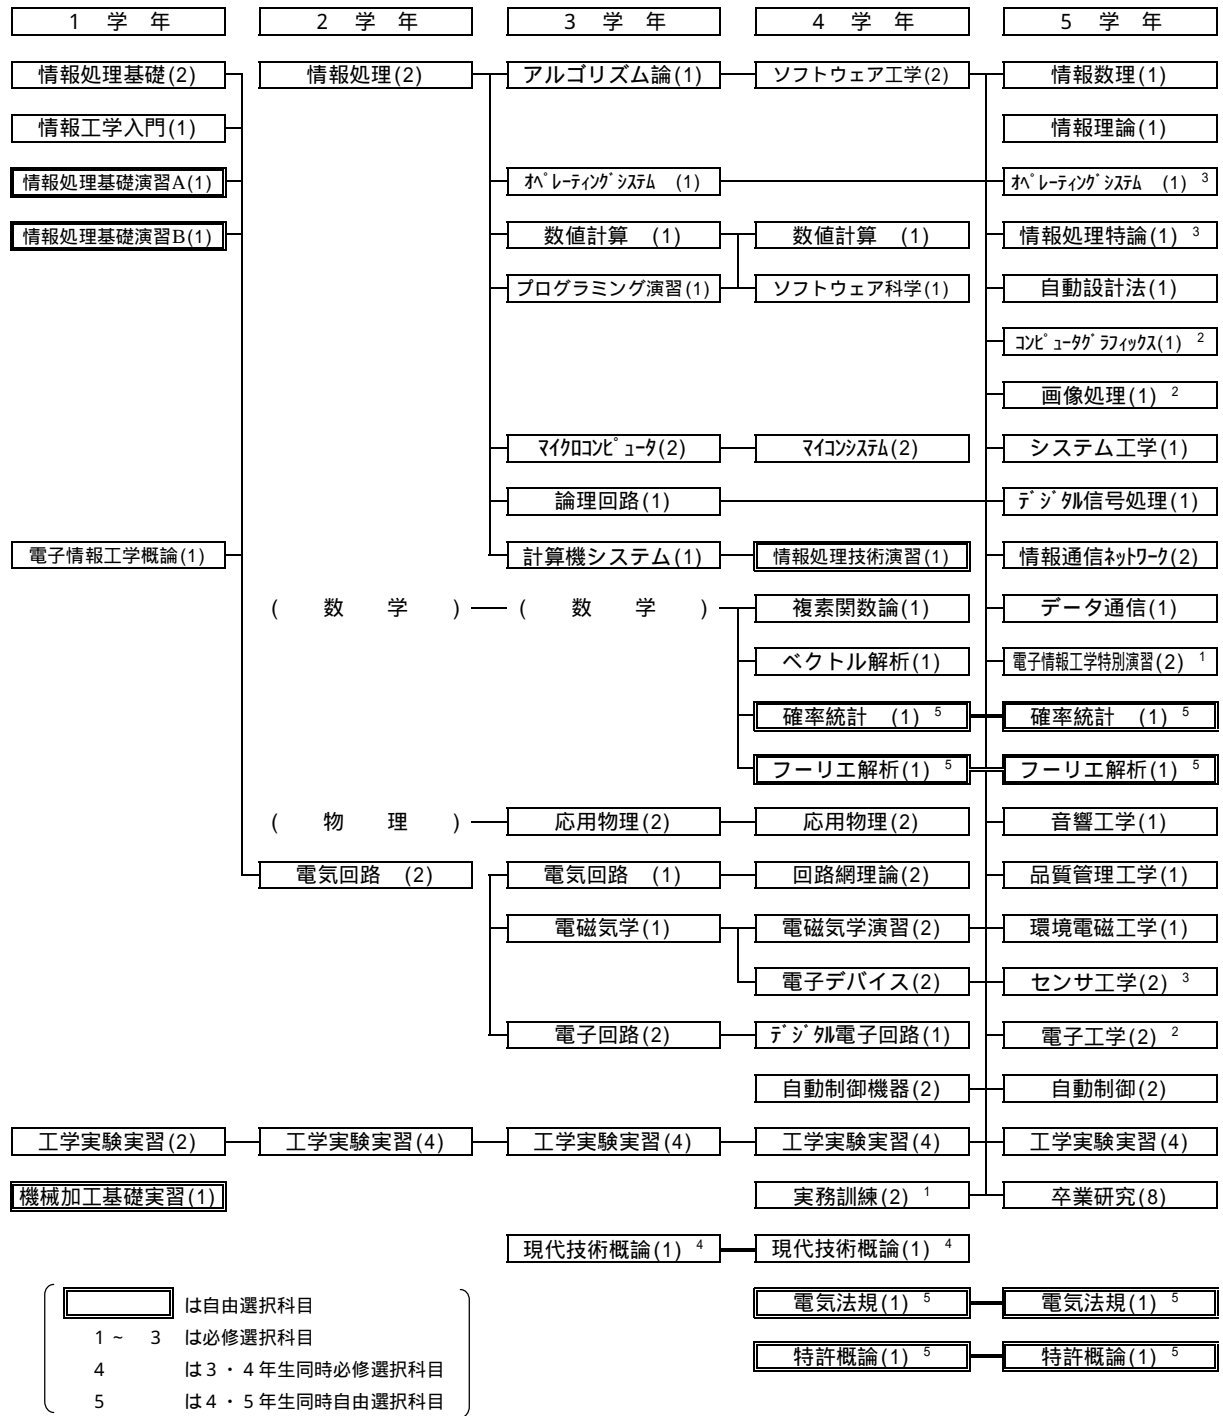 1 学 年 2 学 年 3 学 年 4 学 年 5 学 年
情報処理基礎(2) 情報処理(2) アルゴリズム論(1) ソフトウェア工学(2) 情報数理(1)
情報工学入門(1) 情報理論(1)
情報処理基礎演習A(1) ｵﾍﾟﾚｰﾃｨﾝｸﾞｼｽﾃﾑ (1) ｵﾍﾟﾚｰﾃｨﾝｸﾞｼｽﾃﾑ (1) 3
情報処理基礎演習B(1) 数値計算 (1) 数値計算 (1) 情報処理特論(1) 3
プログラミング演習(1) ソフトウェア科学(1) 自動設計法(1)
ｺﾝﾋﾟｭｰﾀｸﾞﾗﾌｨｯｸｽ(1) 2
画像処理(1) 2
ﾏｲｸﾛｺﾝﾋﾟｭｰﾀ(2) ﾏｲｺﾝｼｽﾃﾑ(2) システム工学(1)
論理回路(1) ﾃﾞｼﾞﾀﾙ信号処理(1)
電子情報工学概論(1) 計算機システム(1) 情報処理技術演習(1) 情報通信ﾈｯﾄﾜｰｸ(2)
( 数 学 ) ( 数 学 ) 複素関数論(1) データ通信(1)
ベクトル解析(1) 電子情報工学特別演習(2) 1
確率統計 (1) 5 確率統計 (1) 5
フーリエ解析(1) 5 フーリエ解析(1) 5
( 物 理 ) 応用物理(2) 応用物理(2) 音響工学(1)
電気回路 (2) 電気回路 (1) 回路網理論(2) 品質管理工学(1)
電磁気学(1) 電磁気学演習(2) 環境電磁工学(1)
電子デバイス(2) センサ工学(2) 3
電子回路(2) ﾃﾞｼﾞﾀﾙ電子回路(1) 電子工学(2) 2
自動制御機器(2) 自動制御(2)
工学実験実習(2) 工学実験実習(4) 工学実験実習(4) 工学実験実習(4) 工学実験実習(4)
機械加工基礎実習(1) 実務訓練(2) 1 卒業研究(8)
現代技術概論(1) 4 現代技術概論(1) 4
は自由選択科目 電気法規(1) 5 電気法規(1) 5
1 ~ 3 は必修選択科目
4 は3・4年生同時必修選択科目 特許概論(1) 5 特許概論(1) 5
5 は4・5年生同時自由選択科目